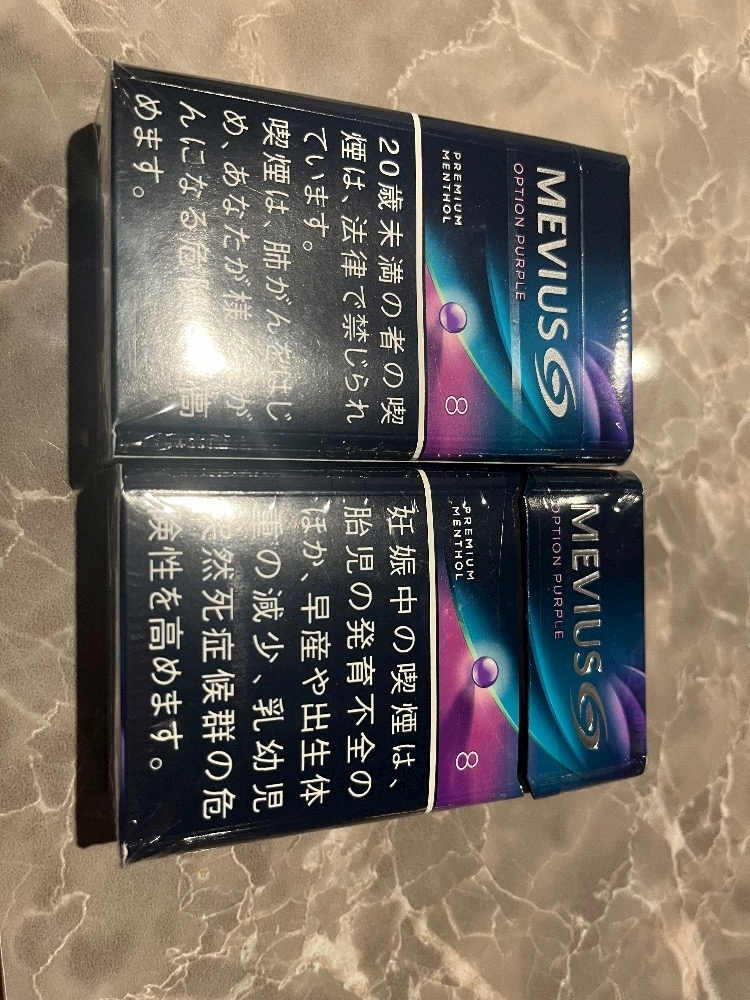 MEVIUS
OPTION PURPLE
PREMIUM
MENTHOL
8
20歳未満の者の喫
煙は、法律で禁じられ
ています。
喫煙は、肺がんをはじ
め、あなたが様 が
んになる危 高
めます。
MEVIUS
OPTION PURPLE
PREMIUM
MENTHOL
8
妊娠中の喫煙は、
胎児の発育不全の
ほか、早産や出生体
重の減少、乳幼児
突然死症候群の危
険性を高めます。